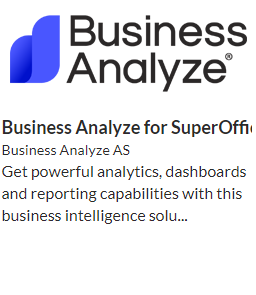 Business
Analyze®
Business Analyze for SuperOffi
Business Analyze AS
Get powerful analytics, dashboards
and reporting capabilities with this
business intelligence solu...